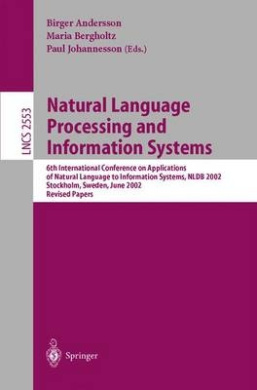 Birger Andersson
Maria Bergholtz
Paul Johannesson (Eds.)
LNCS 2553
Natural Language
Processing and
Information Systems
6th International Conference on Applications
of Natural Language to Information Systems, NLDB 2002
Stockholm, Sweden, June 2002
Revised Papers
Springer